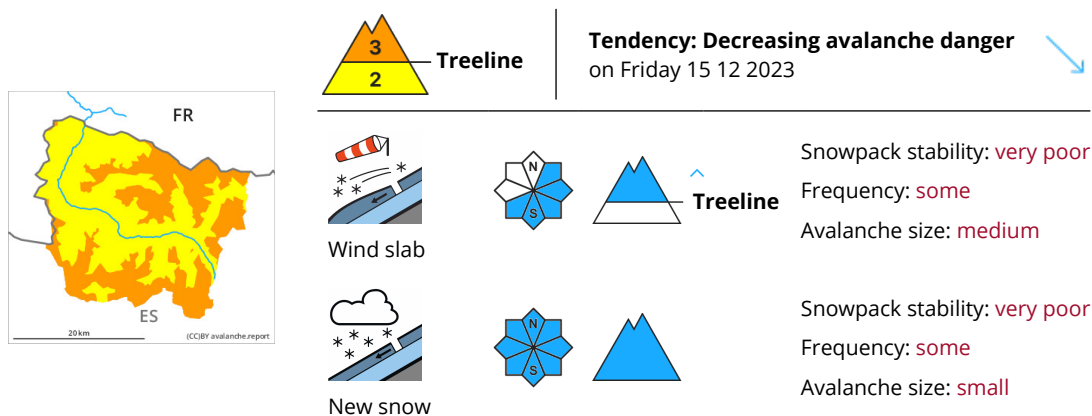 3
2
Treeline
Tendency: Decreasing avalanche danger
on Friday 15 12 2023
FR
ES
20 km
(CC)BY avalanche.report
N
S
Treeline
Wind slab
Snowpack stability: very poor
Frequency: some
Avalanche size: medium
N
S
New snow
Snowpack stability: very poor
Frequency: some
Avalanche size: small